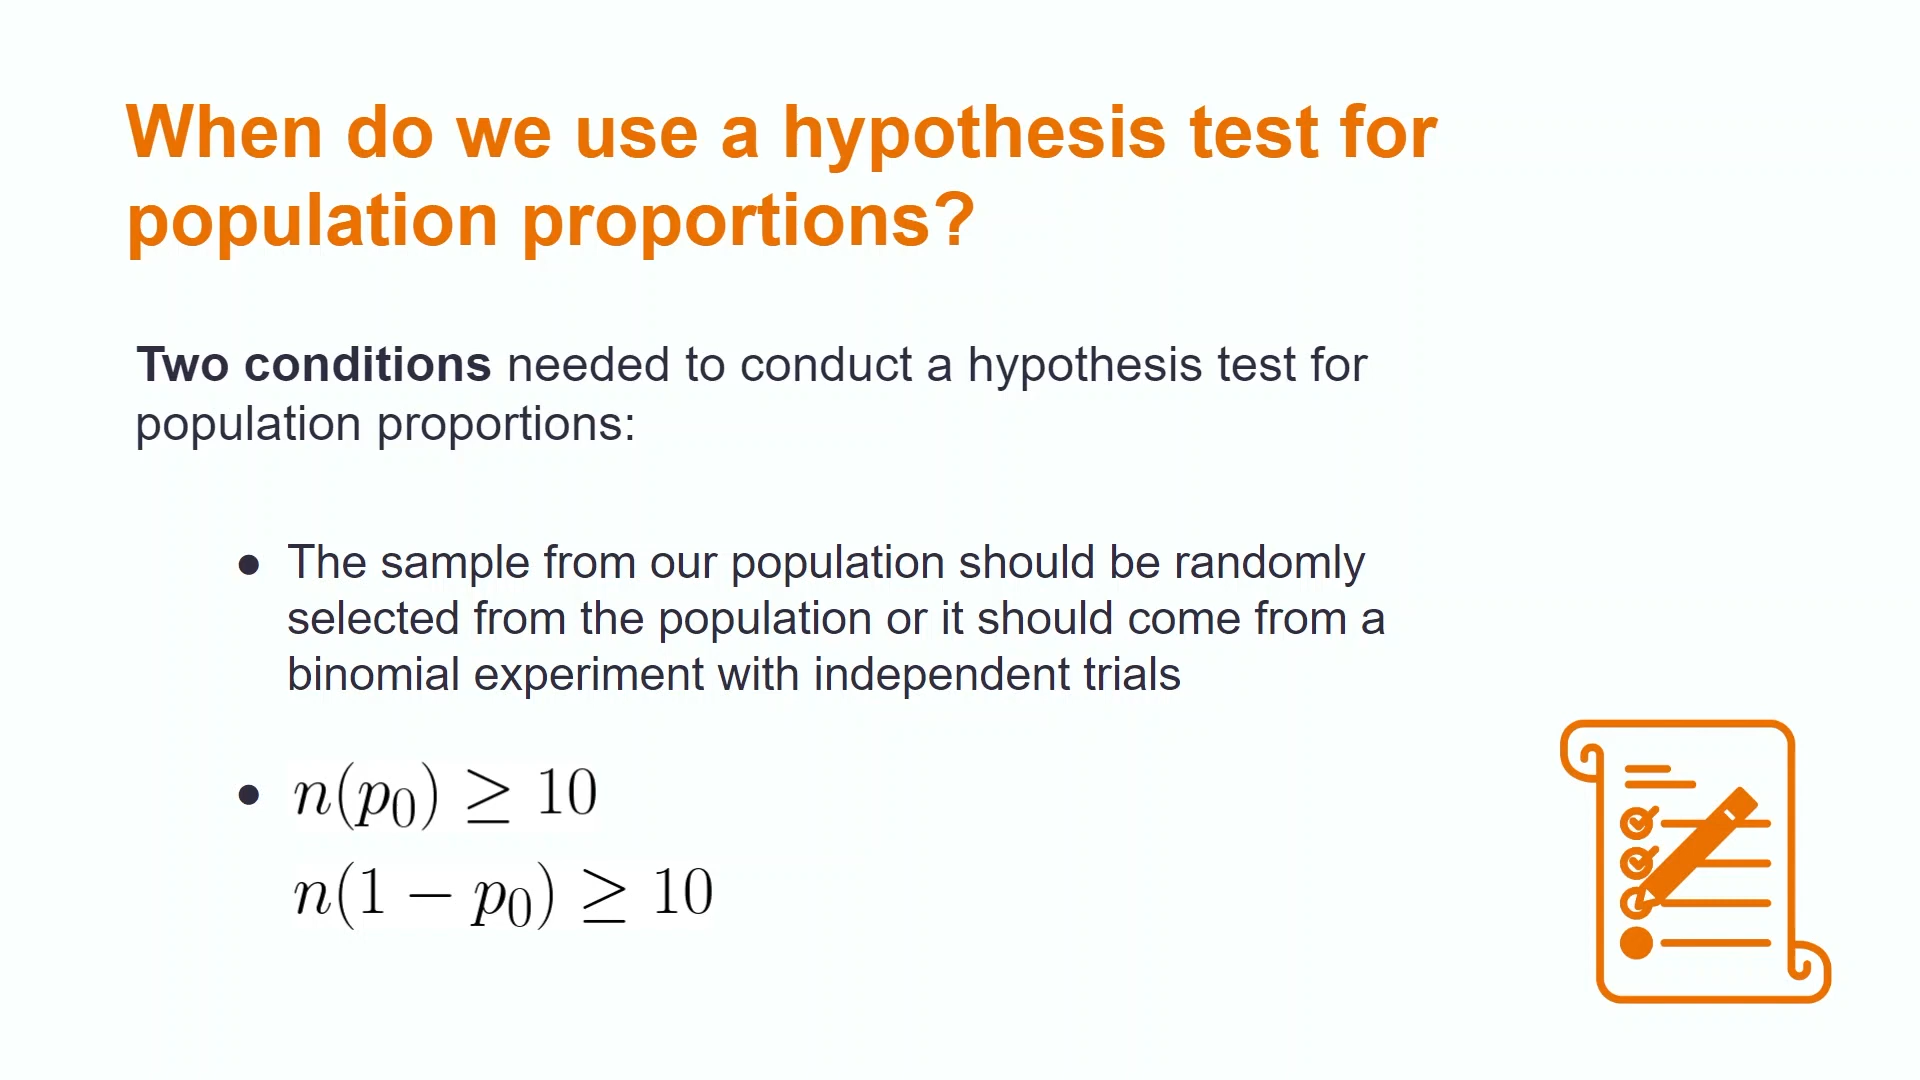 When do we use a hypothesis test for
population proportions?
Two conditions needed to conduct a hypothesis test for
population proportions:
● The sample from our population should be randomly
selected from the population or it should come from a
binomial experiment with independent trials
● n(p₀) ≥ 10
n(1 − p₀) ≥ 10